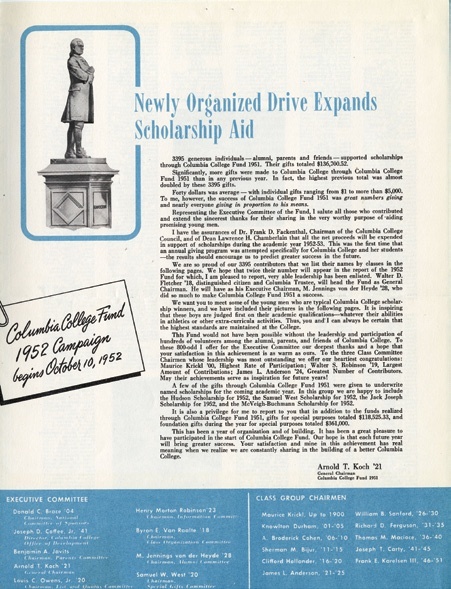 Newly Organized Drive Expands
Scholarship Aid
3395 generous individuals — alumni, parents and friends — supported scholarships
through Columbia College Fund 1951. Their gifts totaled $136,700.52.
Significantly, more gifts were made to Columbia College through Columbia College
Fund 1951 than in any previous year. In fact, the highest previous total was almost
doubled by these 3395 gifts.
Forty dollars was average — with individual gifts ranging from $1 to more than $5,000.
To me, however, the success of Columbia College Fund 1951 was great numbers giving
and nearly everyone giving in proportion to his means.
Representing the Executive Committee of the Fund, I salute all those who contributed
and extend the sincerest thanks for their sharing in the very worthy purpose of aiding
promising young men.
I have the assurances of Dr. Frank D. Fackenthal, Chairman of the Columbia College
Council, and of Dean Lawrence H. Chamberlain that all the net proceeds will be expended
in support of scholarships during the academic year 1952-53. This was the first time that
an annual giving program was attempted specifically for Columbia College and her students
—the results should encourage us to predict greater success in the future.
We are so proud of our 3395 contributors that we list their names by classes in the
following pages. We hope that twice their number will appear in the report of the 1952
Fund for which, I am pleased to report, very able leadership has been enlisted. Walter D.
Fletcher '18, distinguished citizen and Columbia Trustee, will head the Fund as General
Chairman. He will have as his Executive Chairman, M. Jennings von der Heyde '28, who
did so much to make Columbia College Fund 1951 a success.
We want you to meet some of the young men who are typical Columbia College scholar-
ship winners, and we have included their pictures in the following pages. It is inspiring
that these boys are judged first on their academic qualifications—whatever their abilities
in athletics or other extra-curricula activities. Thus, you and I can always be certain that
the highest standards are maintained at the College.
This Fund would not have been possible without the leadership and participation of
hundreds of volunteers among the alumni, parents, and friends of Columbia College. To
these 800-odd I offer for the Executive Committee our deepest thanks and a hope that
your satisfaction in this achievement is as warm as ours. To the three Class Committee
Chairmen whose leadership was most outstanding we offer our heartiest congratulations:
Maurice Krickl '00, Highest Rate of Participation; Walter S. Robinson '19, Largest
Amount of Contributions; James L. Anderson '24, Greatest Number of Contributors.
May their achievements serve as inspiration for future years!
A few of the gifts through Columbia College Fund 1951 were given to underwrite
named scholarships for the coming academic year. In this group we are happy to include
the Hudson Scholarship for 1952, the Samuel West Scholarship for 1952, the Jack Joseph
Scholarship for 1952, and the McVeigh-Buchmann Scholarship for 1952.
It is also a privilege for me to report to you that in addition to the funds realized
through Columbia College Fund 1951, gifts for special purposes totaled $118,525.33, and
foundation gifts during the year for special purposes totaled $361,000.
This has been a year of organization and of building. It has been a great pleasure to
have participated in the start of Columbia College Fund. Our hope is that each future year
will bring greater success. Your satisfaction and mine in this achievement has real
meaning when we realize we are constantly sharing in the building of a better Columbia
College.
Arnold T. Koch '21
General Chairman
Columbia College Fund 1951
Columbia College Fund
1952 Campaign
begins October 10, 1952
EXECUTIVE COMMITTEE
Donald C. Brace '04
Chairman, National
Committee of Sponsors
Joseph D. Coffee, Jr. '41
Director, Columbia College
Office of Development
Benjamin A. Javits
Chairman, Parents Committee
Arnold T. Koch '21
General Chairman
Louis C. Owens, Jr. '20
Henry Morton Robinson '23
Chairman, Information Committee
Byron E. Van Raalte '18
Chairman,
Class Organization Committee
M. Jennings von der Heyde '28
Chairman, Alumni Committee
Samuel W. West '20
Chairman,
Special Gifts Committee
CLASS GROUP CHAIRMEN
Maurice Krickl, Up to 1900
Knowlton Durham, '01-'05
A. Broderick Cohen, '06-'10
Sherman M. Bijur, '11-'15
Clifford Hollander, '16-'20
James L. Anderson, '21-'25
William B. Sanford, '26-'30
Richard D. Ferguson, '31-'35
Thomas M. Macioce, '36-'40
Joseph T. Carty, '41-'45
Frank E. Karelsen III, '46-'51